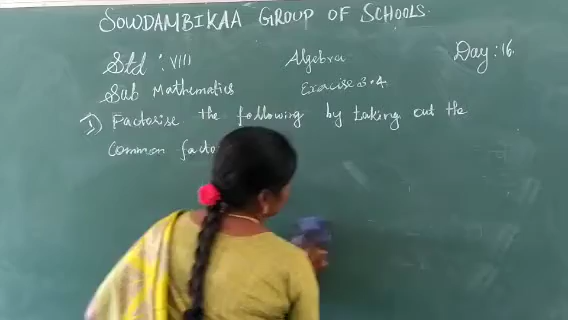 SOWDAMBIKAA GROUP OF SCHOOLS.
Std : VIII Algebra Day : 16.
Sub Mathematics Exercise 3.4
1) Factorise the following by taking out the
Common facto